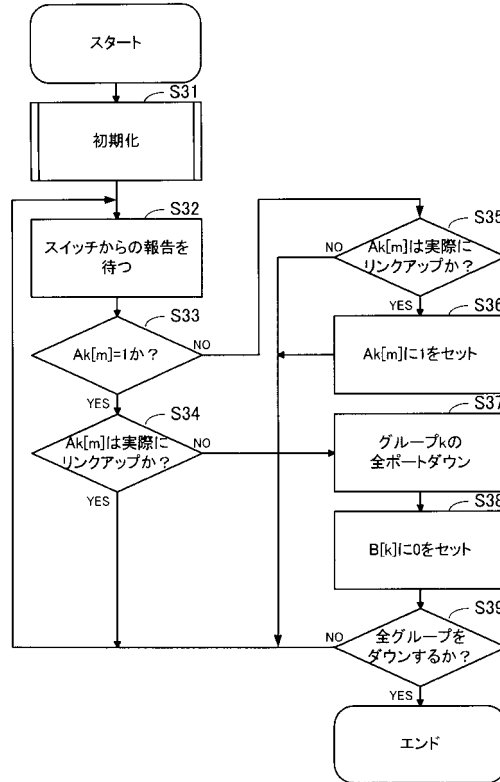 スタート
S31
初期化
S32
スイッチからの報告を
待つ
S33
Ak[m]=1か？
NO
YES
S34
Ak[m]は実際に
リンクアップか？
NO
YES
S35
Ak[m]は実際に
リンクアップか？
NO
YES
S36
Ak[m]に1をセット
S37
グループkの
全ポートダウン
S38
B[k]に0をセット
S39
全グループを
ダウンするか？
NO
YES
エンド